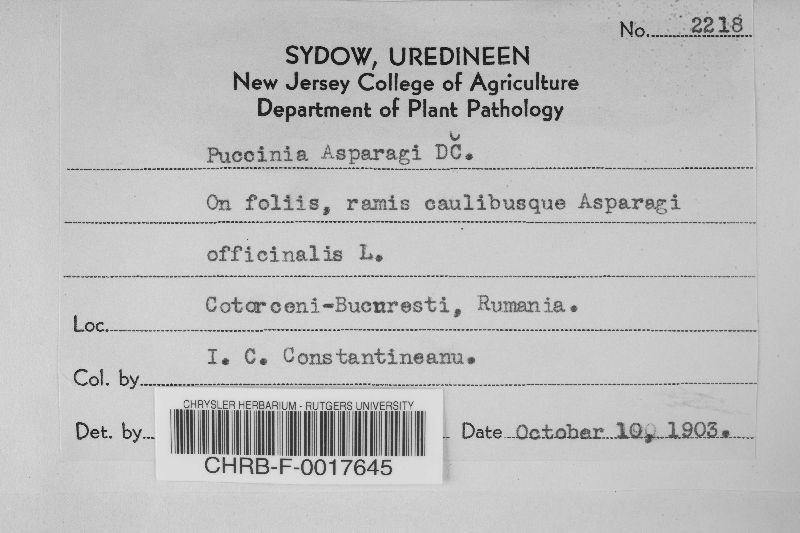 No. 2218
SYDOW, UREDINEEN
New Jersey College of Agriculture
Department of Plant Pathology
Puccinia Asparagi DC.
On foliis, ramis caulibusque Asparagi
officinalis L.
Loc. Cotorceni-Bucuresti, Rumania.
Col. by I. C. Constantineanu.
CHRYSLER HERBARIUM - RUTGERS UNIVERSITY
Det. by Date October 10, 1903.
CHRB-F-0017645